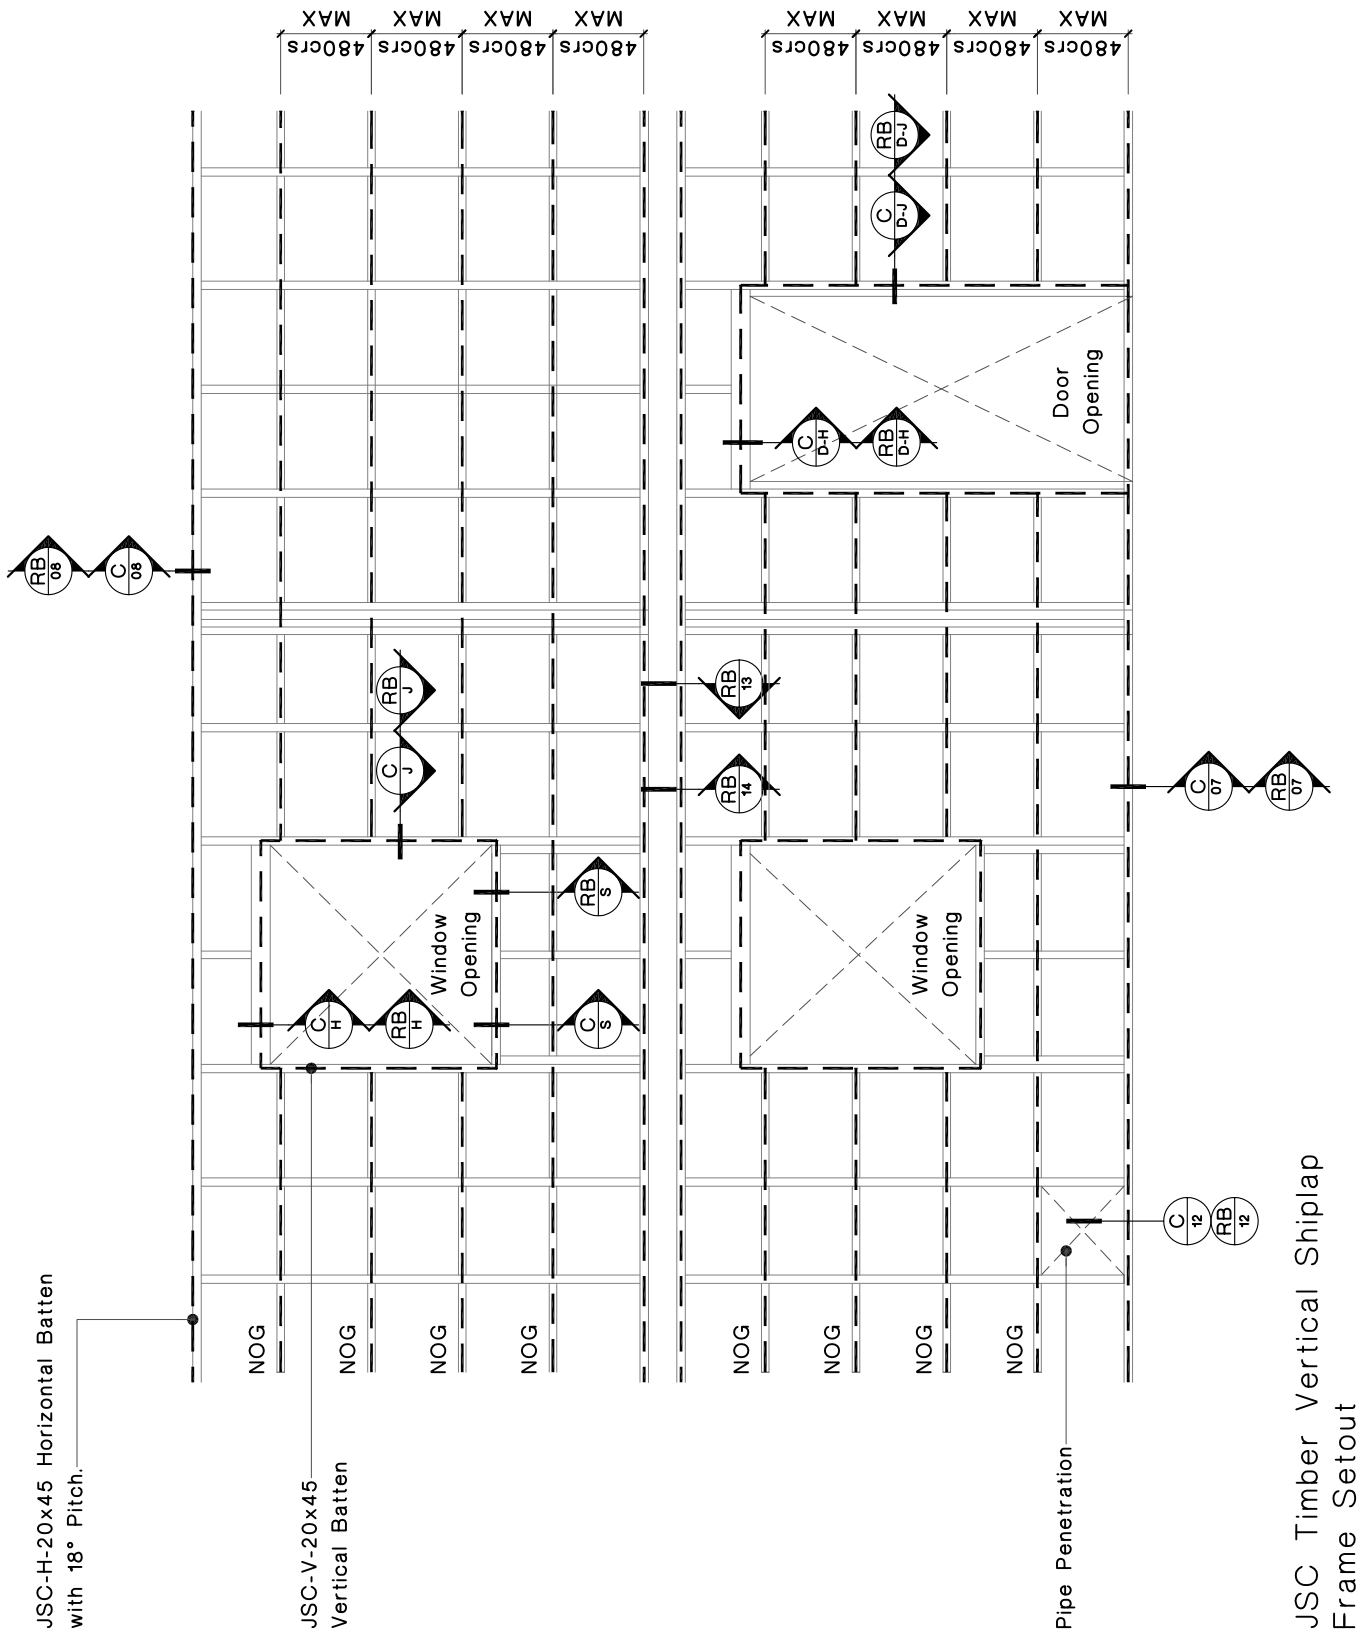 JSC-H-20x45 Horizontal Batten
with 18° Pitch.
JSC-V-20x45
Vertical Batten
Pipe Penetration
JSC Timber Vertical Shiplap
Frame Setout
NOG
NOG
NOG
NOG
NOG
NOG
NOG
NOG
RB
08
C
08
C
H
RB
H
Window
Opening
C
S
RB
S
C
J
RB
J
RB
14
RB
13
Window
Opening
C
12
RB
12
C
07
RB
07
C
D-H
RB
D-H
Door
Opening
C
D-J
RB
D-J
480crs
MAX
480crs
MAX
480crs
MAX
480crs
MAX
480crs
MAX
480crs
MAX
480crs
MAX
480crs
MAX